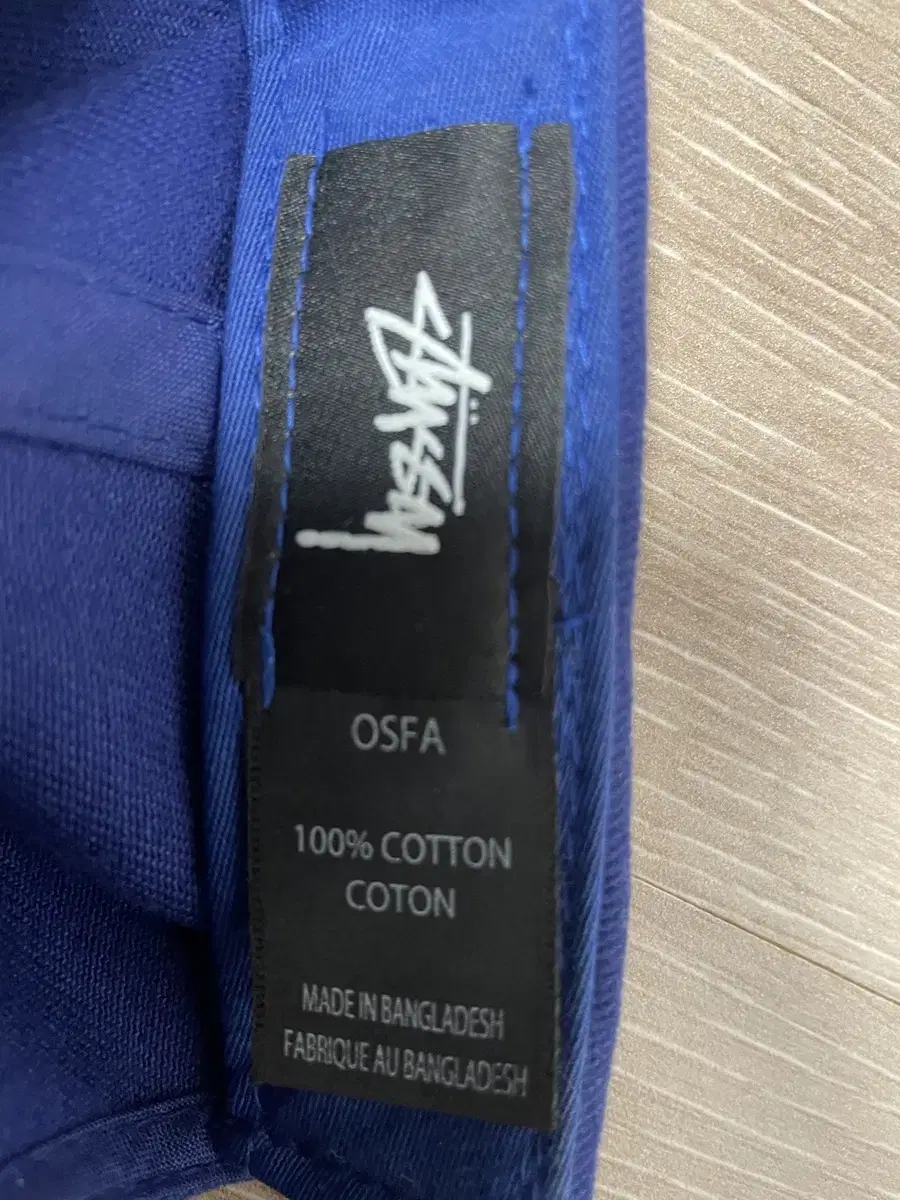 Stüssy
OSFA
100% COTTON
COTON
MADE IN BANGLADESH
FABRIQUE AU BANGLADESH